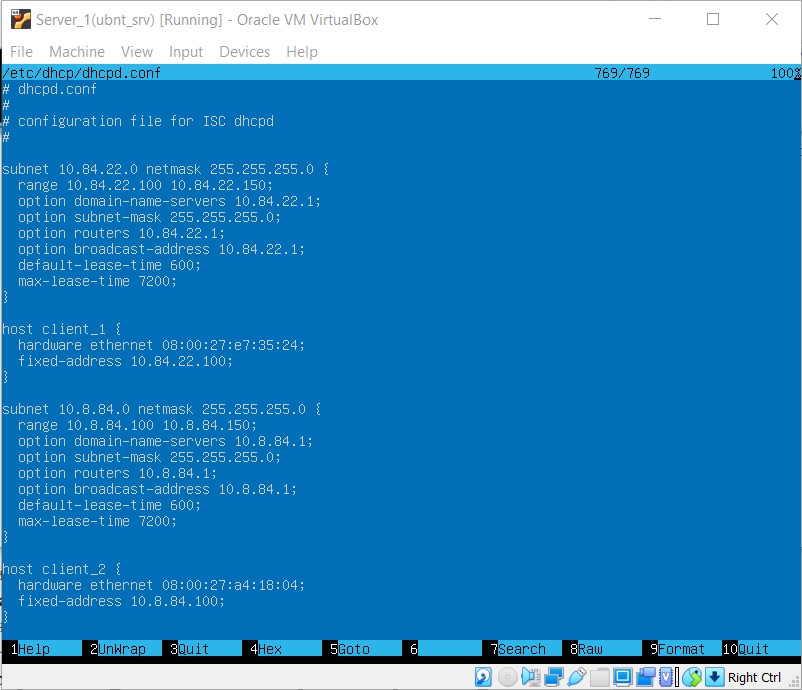 Server_1(ubnt_srv) [Running] - Oracle VM VirtualBox
File Machine View Input Devices Help
/etc/dhcp/dhcpd.conf 769/769 100%
# dhcpd.conf
#
# configuration file for ISC dhcpd
#
subnet 10.84.22.0 netmask 255.255.255.0 {
range 10.84.22.100 10.84.22.150;
option domain-name-servers 10.84.22.1;
option subnet-mask 255.255.255.0;
option routers 10.84.22.1;
option broadcast-address 10.84.22.1;
default-lease-time 600;
max-lease-time 7200;
}
host client_1 {
hardware ethernet 08:00:27:e7:35:24;
fixed-address 10.84.22.100;
}
subnet 10.8.84.0 netmask 255.255.255.0 {
range 10.8.84.100 10.8.84.150;
option domain-name-servers 10.8.84.1;
option subnet-mask 255.255.255.0;
option routers 10.8.84.1;
option broadcast-address 10.8.84.1;
default-lease-time 600;
max-lease-time 7200;
}
host client_2 {
hardware ethernet 08:00:27:a4:18:04;
fixed-address 10.8.84.100;
}
1Help 2UnWrap 3Quit 4Hex 5Goto 6 7Search 8Raw 9Format 10Quit
Right Ctrl